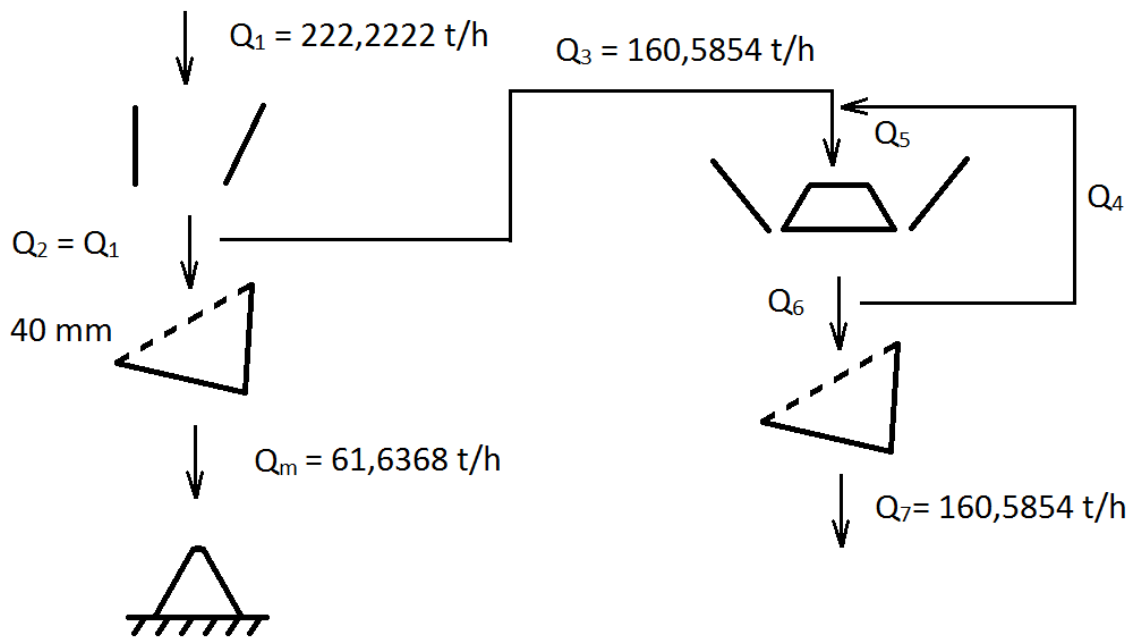 Q₁ = 222,2222 t/h
Q₃ = 160,5854 t/h
Q₅
Q₄
Q₂ = Q₁
Q₆
40 mm
Qₘ = 61,6368 t/h
Q₇= 160,5854 t/h